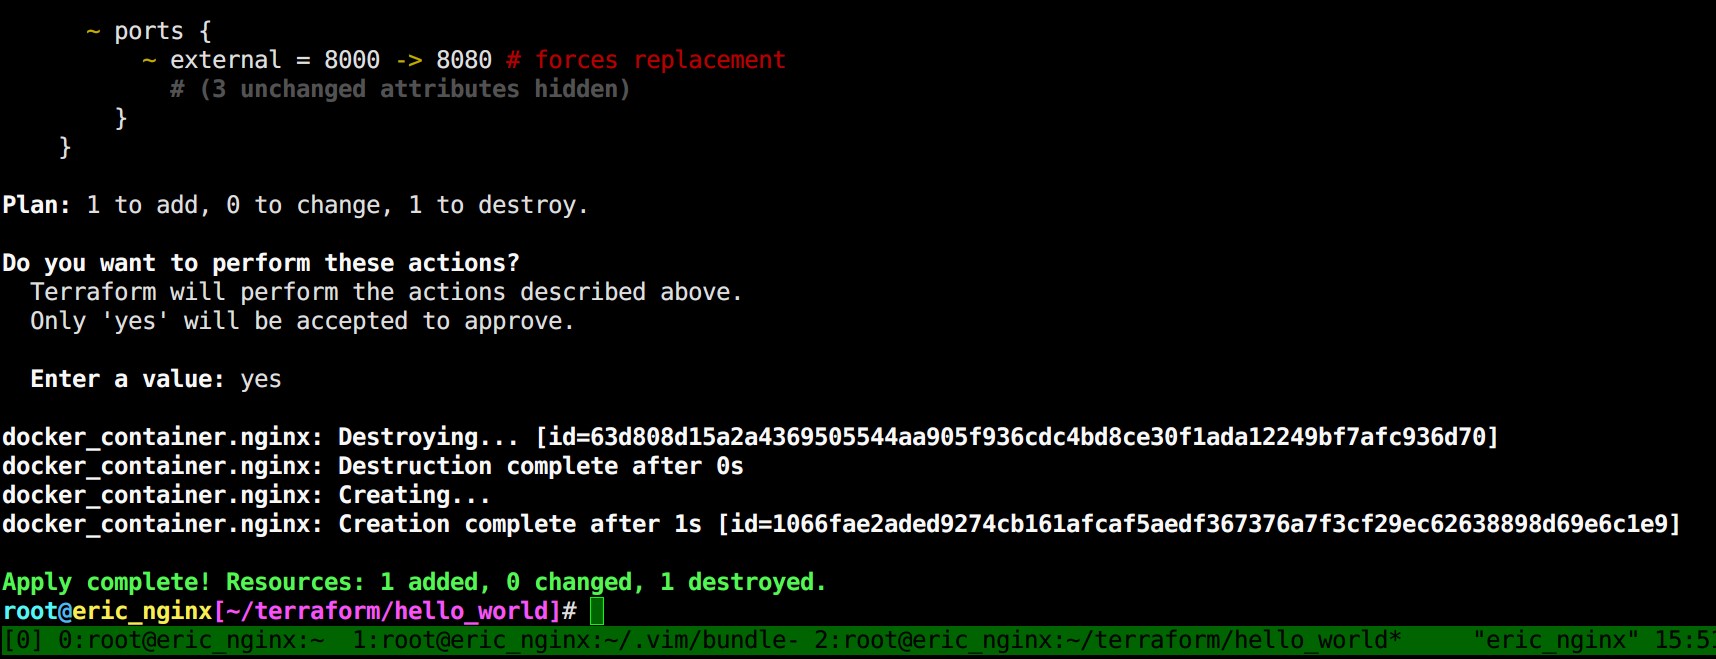 ~ ports {
~ external = 8000 -> 8080 # forces replacement
# (3 unchanged attributes hidden)
}
}
Plan: 1 to add, 0 to change, 1 to destroy.
Do you want to perform these actions?
Terraform will perform the actions described above.
Only 'yes' will be accepted to approve.
Enter a value: yes
docker_container.nginx: Destroying... [id=63d808d15a2a4369505544aa905f936cdc4bd8ce30f1ada12249bf7afc936d70]
docker_container.nginx: Destruction complete after 0s
docker_container.nginx: Creating...
docker_container.nginx: Creation complete after 1s [id=1066fae2aded9274cb161afcaf5aedf367376a7f3cf29ec62638898d69e6c1e9]
Apply complete! Resources: 1 added, 0 changed, 1 destroyed.
root@eric_nginx[~/terraform/hello_world]#
[0] 0:root@eric_nginx:~  1:root@eric_nginx:~/.vim/bundle- 2:root@eric_nginx:~/terraform/hello_world* "eric_nginx"